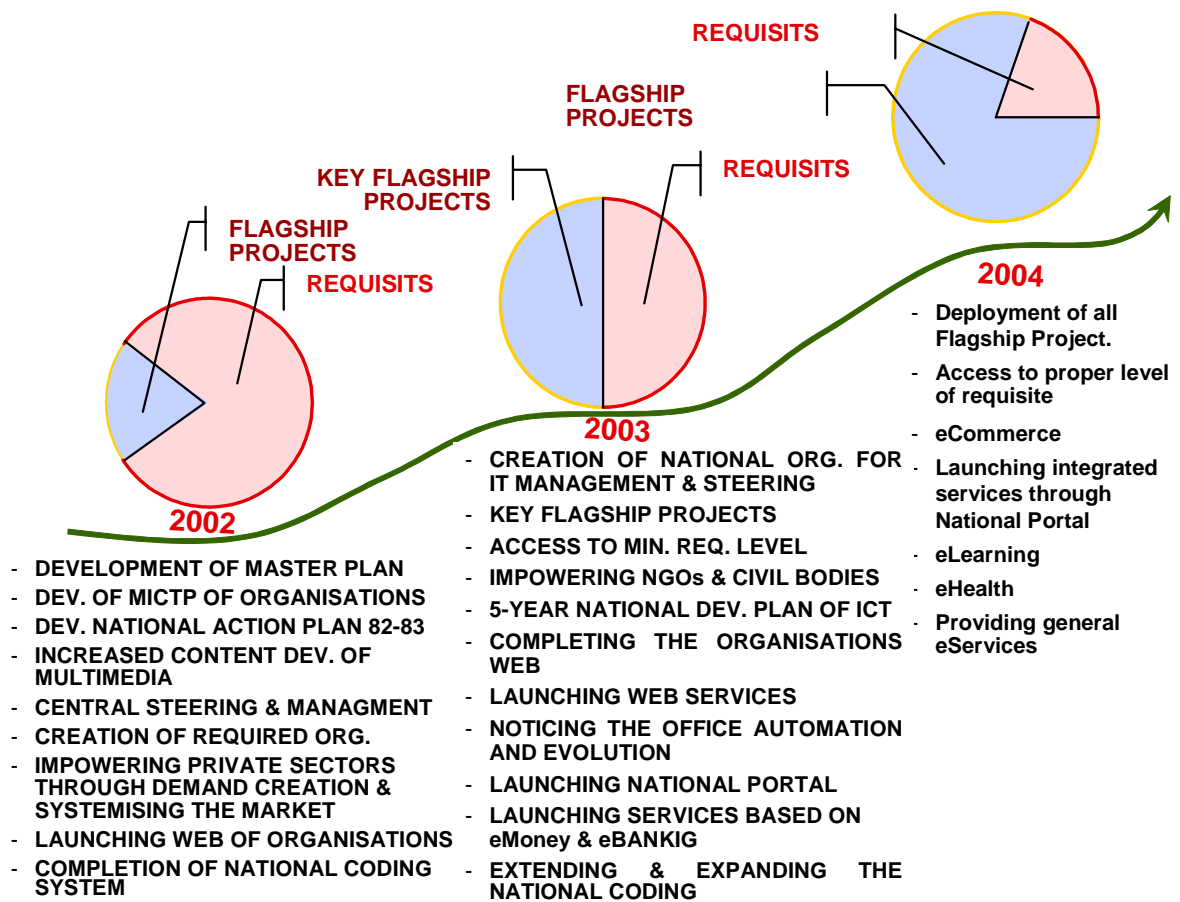 REQUISITS
FLAGSHIP
PROJECTS
REQUISITS
KEY FLAGSHIP
PROJECTS
FLAGSHIP
PROJECTS
REQUISITS
2002
- DEVELOPMENT OF MASTER PLAN
- DEV. OF MICTP OF ORGANISATIONS
- DEV. NATIONAL ACTION PLAN 82-83
- INCREASED CONTENT DEV. OF
MULTIMEDIA
- CENTRAL STEERING & MANAGMENT
- CREATION OF REQUIRED ORG.
- IMPOWERING PRIVATE SECTORS
THROUGH DEMAND CREATION &
SYSTEMISING THE MARKET
- LAUNCHING WEB OF ORGANISATIONS
- COMPLETION OF NATIONAL CODING
SYSTEM
2003
- CREATION OF NATIONAL ORG. FOR
IT MANAGEMENT & STEERING
- KEY FLAGSHIP PROJECTS
- ACCESS TO MIN. REQ. LEVEL
- IMPOWERING NGOs & CIVIL BODIES
- 5-YEAR NATIONAL DEV. PLAN OF ICT
- COMPLETING THE ORGANISATIONS
WEB
- LAUNCHING WEB SERVICES
- NOTICING THE OFFICE AUTOMATION
AND EVOLUTION
- LAUNCHING NATIONAL PORTAL
- LAUNCHING SERVICES BASED ON
eMoney & eBANKIG
- EXTENDING & EXPANDING THE
NATIONAL CODING
2004
- Deployment of all
Flagship Project.
- Access to proper level
of requisite
- eCommerce
- Launching integrated
services through
National Portal
- eLearning
- eHealth
- Providing general
eServices